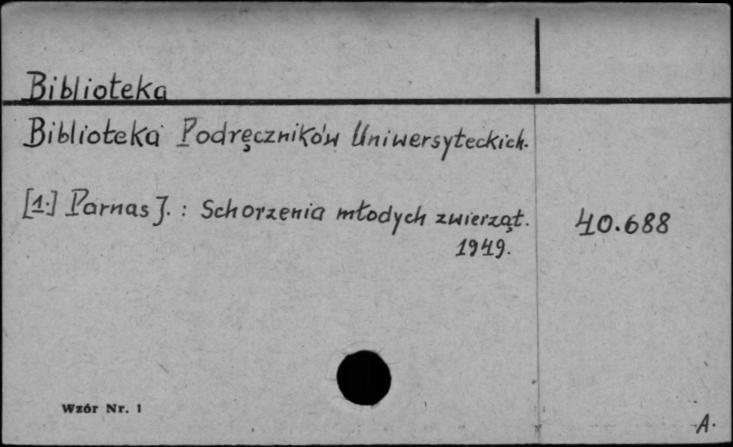 Biblioteka
Biblioteka Podręczników Uniwersyteckich.
[1.] Parnas J. : Schorzenia młodych zwierząt. 40.688
1949.
Wzór Nr. 1
A.